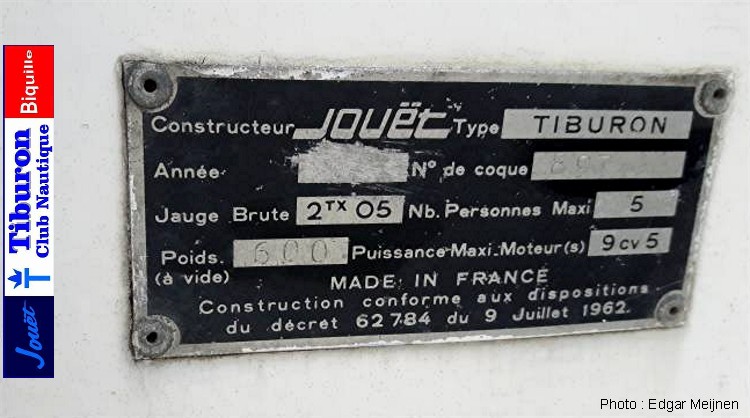 Biquille
Tiburon
Club Nautique
Jouët
Constructeur JOUËT Type TIBURON
Année N° de coque
Jauge Brute 2TX 05 Nb. Personnes Maxi 5
Poids. 600 Puissance Maxi. Moteur(s) 9cv5
(à vide)
MADE IN FRANCE
Construction conforme aux dispositions
du décret 62784 du 9 Juillet 1962.
Photo : Edgar Meijnen